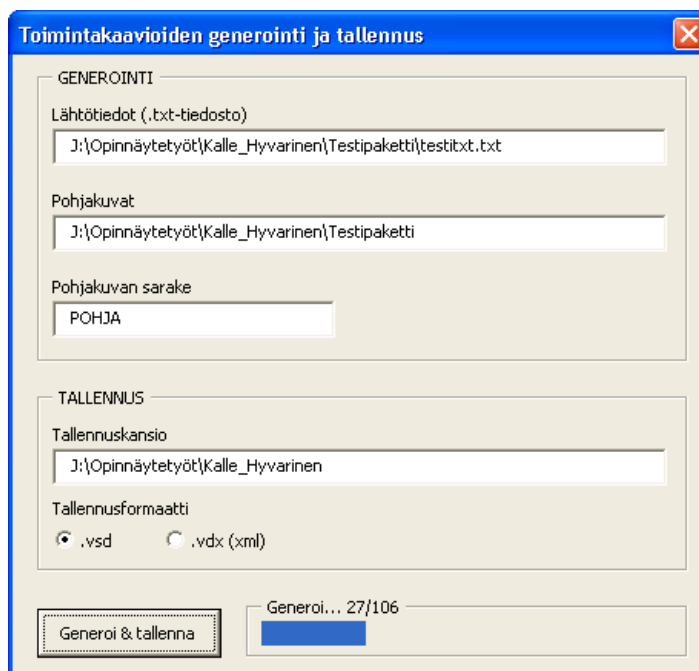 Toimintakaavioiden generointi ja tallennus
GENEROINTI
Lähtötiedot (.txt-tiedosto)
J:\Opinnäytetyöt\Kalle_Hyvarinen\Testipaketti\testitxt.txt
Pohjakuvat
J:\Opinnäytetyöt\Kalle_Hyvarinen\Testipaketti
Pohjakuvan sarake
POHJA
TALLENNUS
Tallennuskansio
J:\Opinnäytetyöt\Kalle_Hyvarinen
Tallennusformaatti
.vsd .vdx (xml)
Generoi... 27/106
Generoi & tallenna